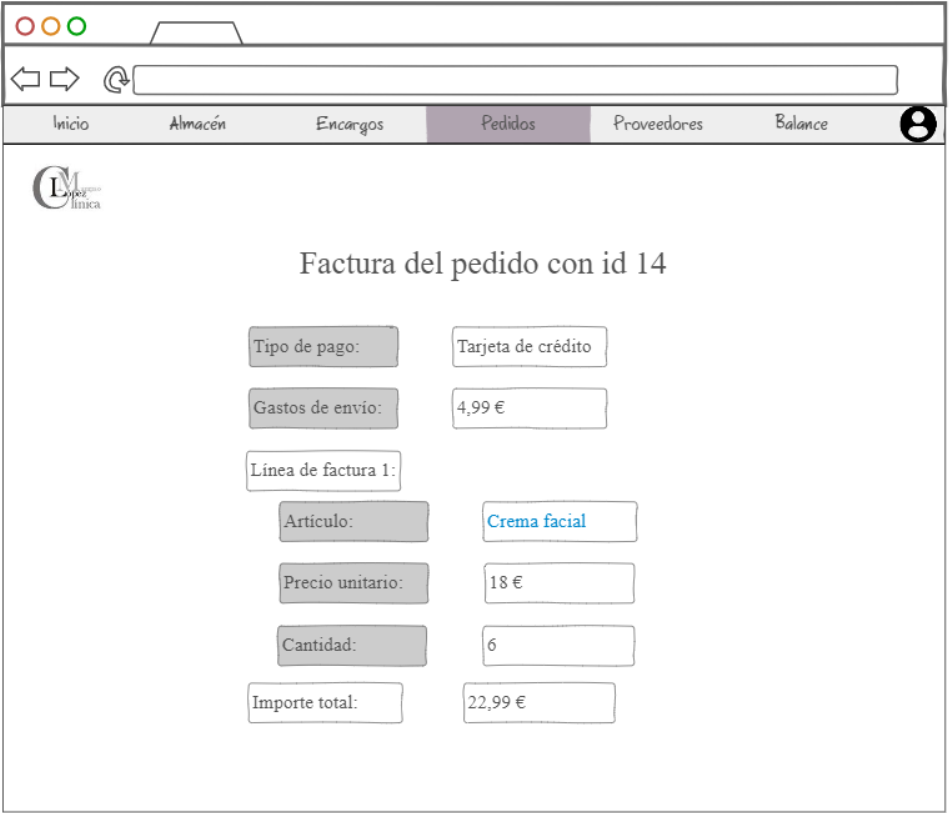 Inicio Almacén Encargos Pedidos Proveedores Balance
CM
López
línica
Factura del pedido con id 14
Tipo de pago: Tarjeta de crédito
Gastos de envío: 4,99 €
Línea de factura 1:
Artículo: Crema facial
Precio unitario: 18 €
Cantidad: 6
Importe total: 22,99 €